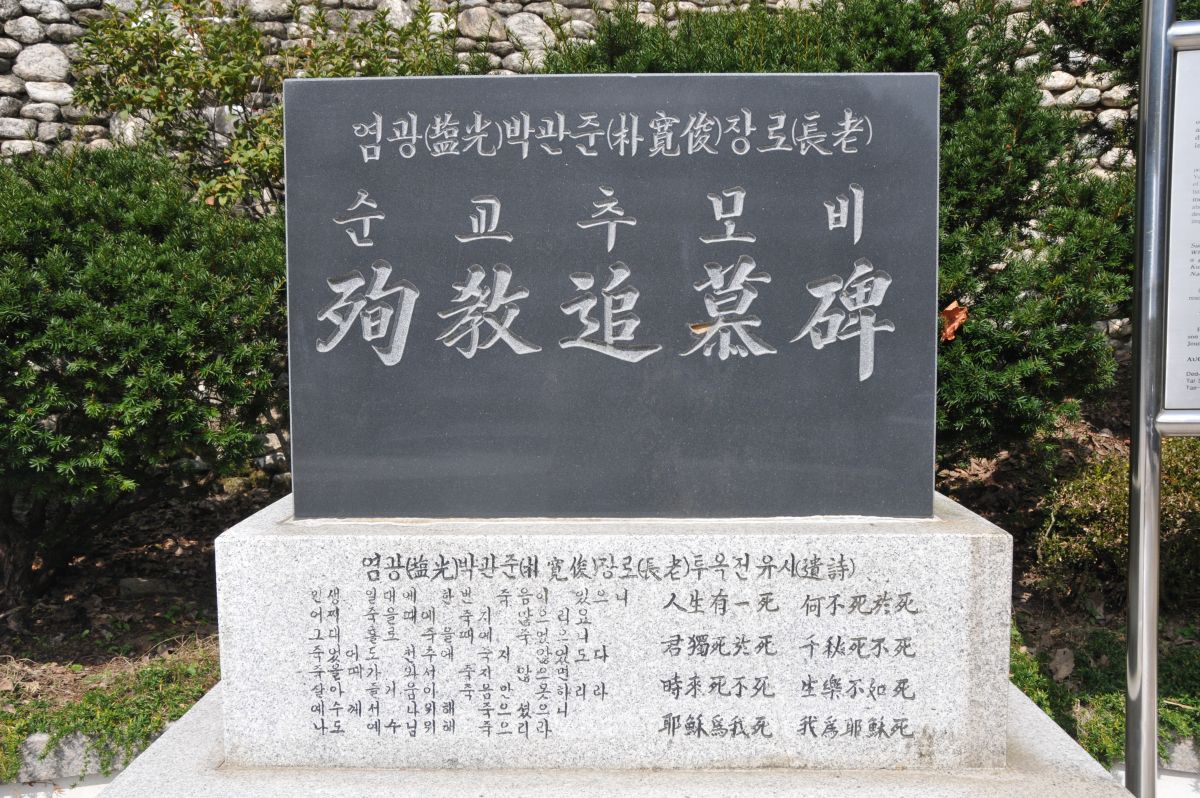 염광(塩光)박관준(朴寬俊)장로(長老)
순교추모비
殉教追慕碑
염광(塩光)박관준(朴寬俊)장로(長老)투옥전유시(遺詩)
인생 일대에 한번 죽음이 있으니
어찌 죽을때에 죽지 않으리요
그대 홀로 죽을때에 죽었으니
죽었어도 천추에 죽지 않았도다
죽을때가 와서 죽지 않으면
살아 즐거움이 죽음만 못하리라
예수께서 나위해 죽으셨으니
나도 예수님위해 죽으리라
人生有一死 何不死於死
君獨死於死 千秋死不死
時來死不死 生樂不如死
耶穌爲我死 我爲耶穌死